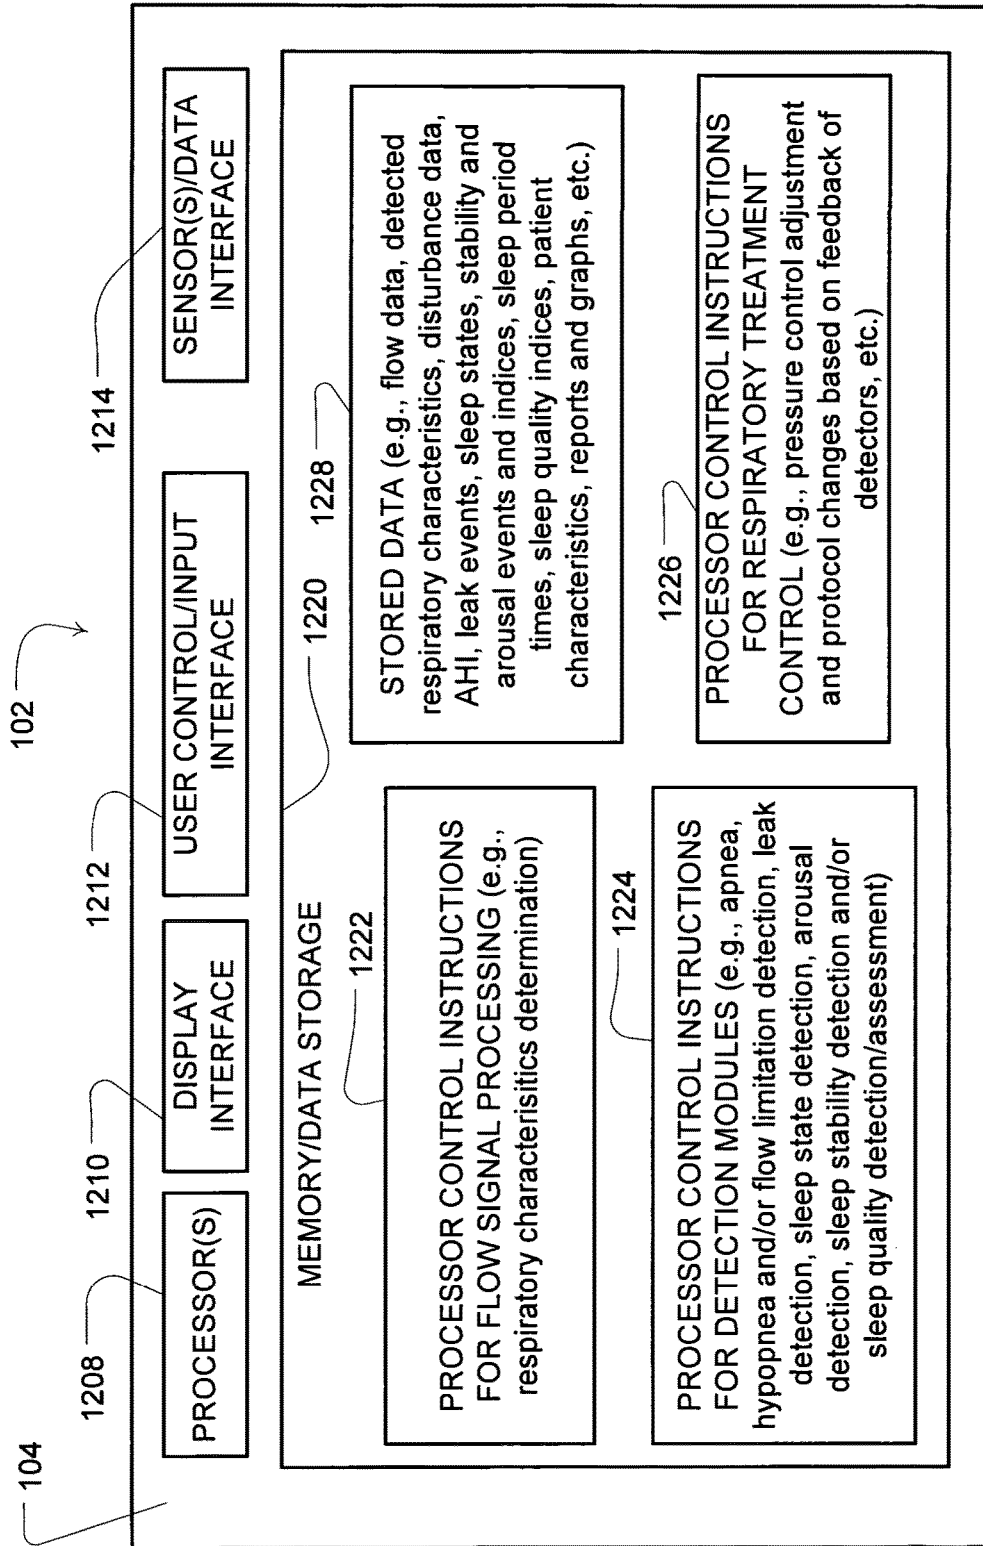 102
104
1208
PROCESSOR(S)
1210
DISPLAY
INTERFACE
1212
USER CONTROL/INPUT
INTERFACE
1214
SENSOR(S)/DATA
INTERFACE
MEMORY/DATA STORAGE
1220
1222
PROCESSOR CONTROL INSTRUCTIONS
FOR FLOW SIGNAL PROCESSING (e.g.,
respiratory characterisitics determination)
1228
STORED DATA (e.g., flow data, detected
respiratory characteristics, disturbance data,
AHI, leak events, sleep states, stability and
arousal events and indices, sleep period
times, sleep quality indices, patient
characteristics, reports and graphs, etc.)
1224
PROCESSOR CONTROL INSTRUCTIONS
FOR DETECTION MODULES (e.g., apnea,
hypopnea and/or flow limitation detection, leak
detection, sleep state detection, arousal
detection, sleep stability detection and/or
sleep quality detection/assessment)
1226
PROCESSOR CONTROL INSTRUCTIONS
FOR RESPIRATORY TREATMENT
CONTROL (e.g., pressure control adjustment
and protocol changes based on feedback of
detectors, etc.)